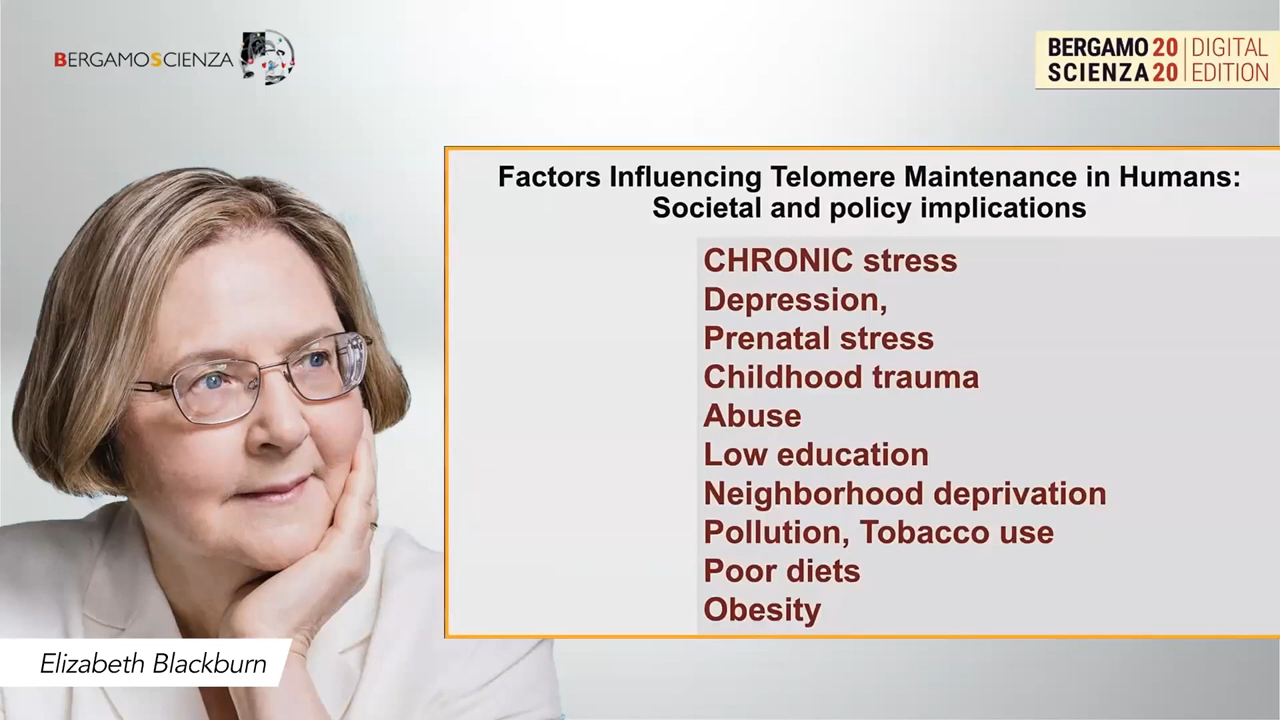 BERGAMOSCIENZA
BERGAMO 20 DIGITAL
SCIENZA 20 EDITION
Factors Influencing Telomere Maintenance in Humans:
Societal and policy implications
CHRONIC stress
Depression,
Prenatal stress
Childhood trauma
Abuse
Low education
Neighborhood deprivation
Pollution, Tobacco use
Poor diets
Obesity
Elizabeth Blackburn